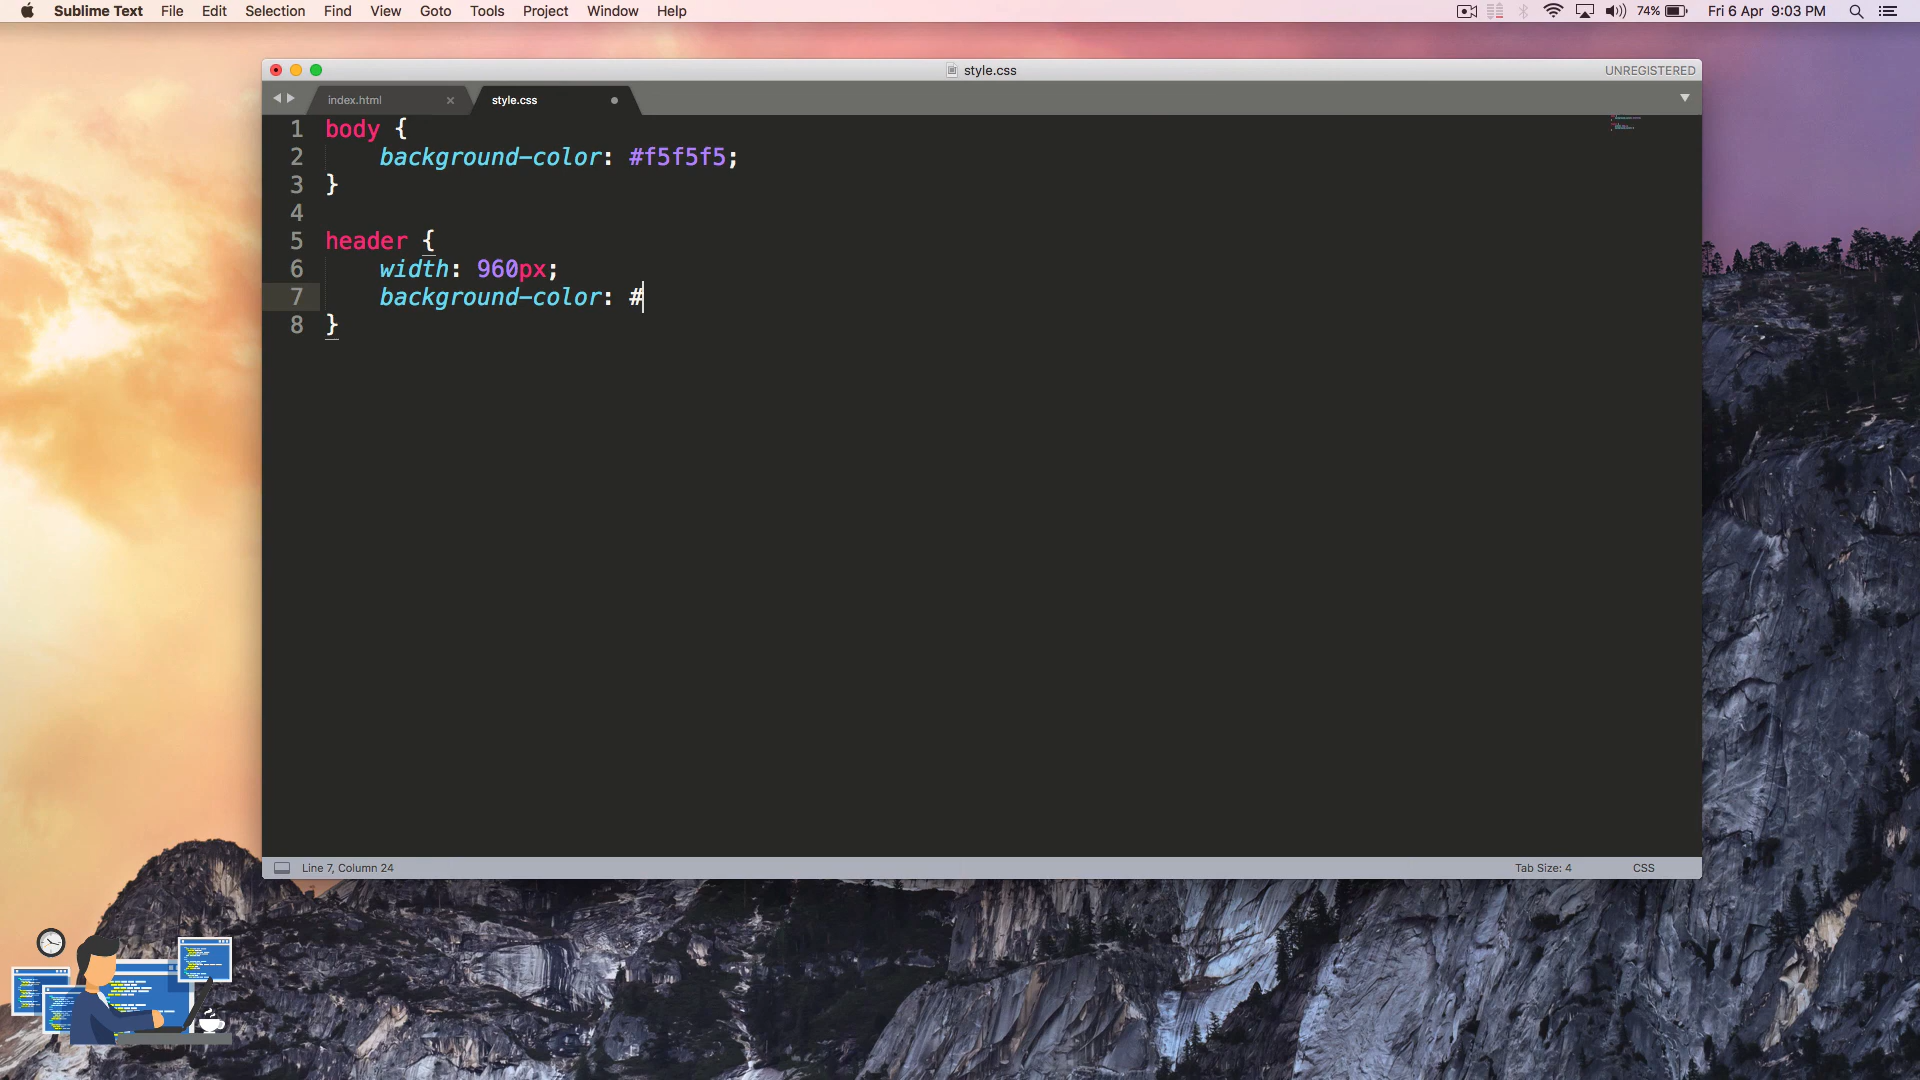 Sublime Text File Edit Selection Find View Goto Tools Project Window Help 74% Fri 6 Apr 9:03 PM
style.css UNREGISTERED
index.html style.css
1 body {
2 background-color: #f5f5f5;
3 }
4
5 header {
6 width: 960px;
7 background-color: #
8 }
Line 7, Column 24 Tab Size: 4 CSS